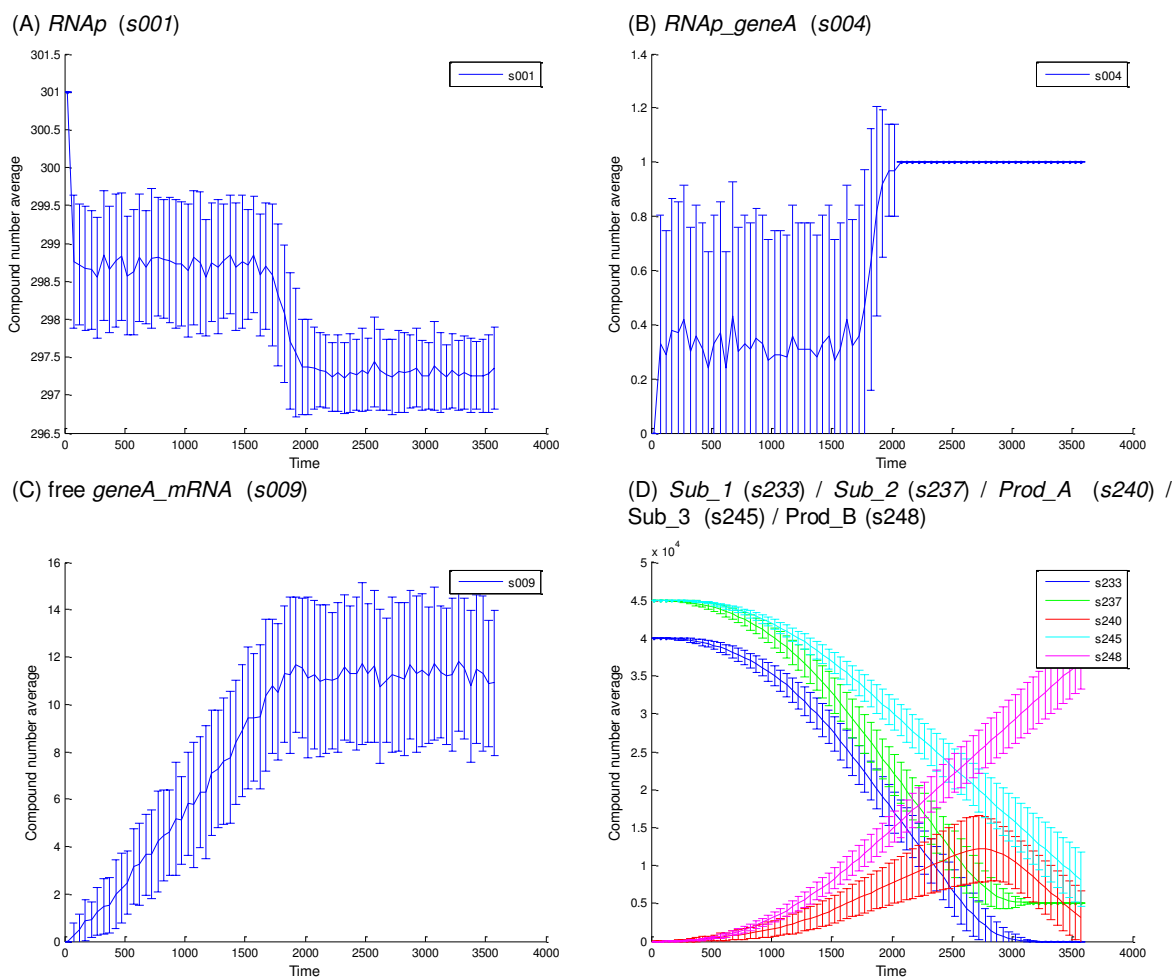 (A) RNAp (s001)
301.5
301
300.5
300
299.5
299
298.5
298
297.5
297
296.5
0 500 1000 1500 2000 2500 3000 3500 4000
Compound number average
Time
s001
(B) RNAp_geneA (s004)
1.4
1.2
1
0.8
0.6
0.4
0.2
0
0 500 1000 1500 2000 2500 3000 3500 4000
Compound number average
Time
s004
(C) free geneA_mRNA (s009)
16
14
12
10
8
6
4
2
0
0 500 1000 1500 2000 2500 3000 3500 4000
Compound number average
Time
s009
(D) Sub_1 (s233) / Sub_2 (s237) / Prod_A (s240) /
Sub_3 (s245) / Prod_B (s248)
x 10⁴
5
4.5
4
3.5
3
2.5
2
1.5
1
0.5
0
0 500 1000 1500 2000 2500 3000 3500 4000
Compound number average
Time
s233
s237
s240
s245
s248